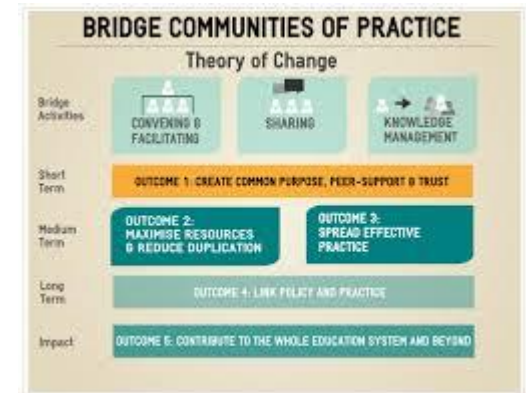 BRIDGE COMMUNITIES OF PRACTICE
Theory of Change
Bridge
Activities
CONVENING &
FACILITATING
SHARING
KNOWLEDGE
MANAGEMENT
Short
Term
OUTCOME 1: CREATE COMMON PURPOSE, PEER-SUPPORT & TRUST
Medium
Term
OUTCOME 2:
MAXIMISE RESOURCES
& REDUCE DUPLICATION
OUTCOME 3:
SPREAD EFFECTIVE
PRACTICE
Long
Term
OUTCOME 4: LINK POLICY AND PRACTICE
Impact
OUTCOME 5: CONTRIBUTE TO THE WHOLE EDUCATION SYSTEM AND BEYOND